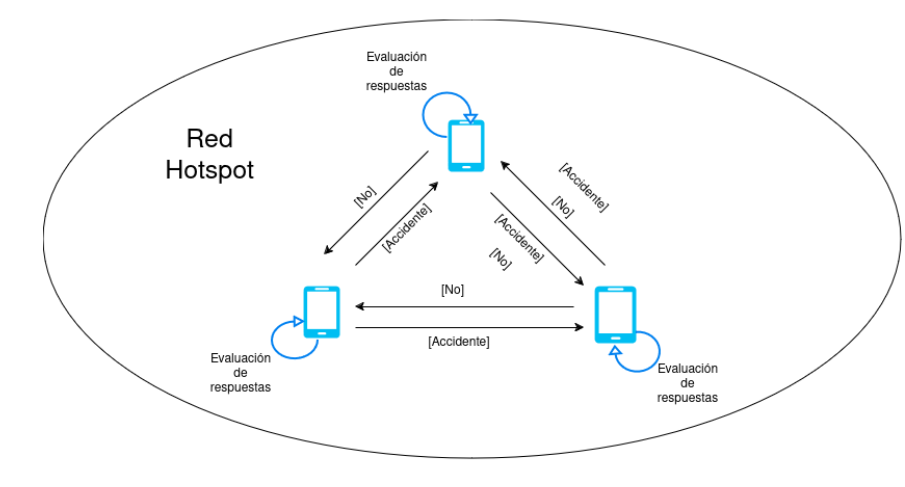 Evaluación
de
respuestas
Red
Hotspot
[No]
[Accidente]
[Accidente]
[No]
[Accidente]
[No]
[No]
[Accidente]
Evaluación
de
respuestas
Evaluación
de
respuestas